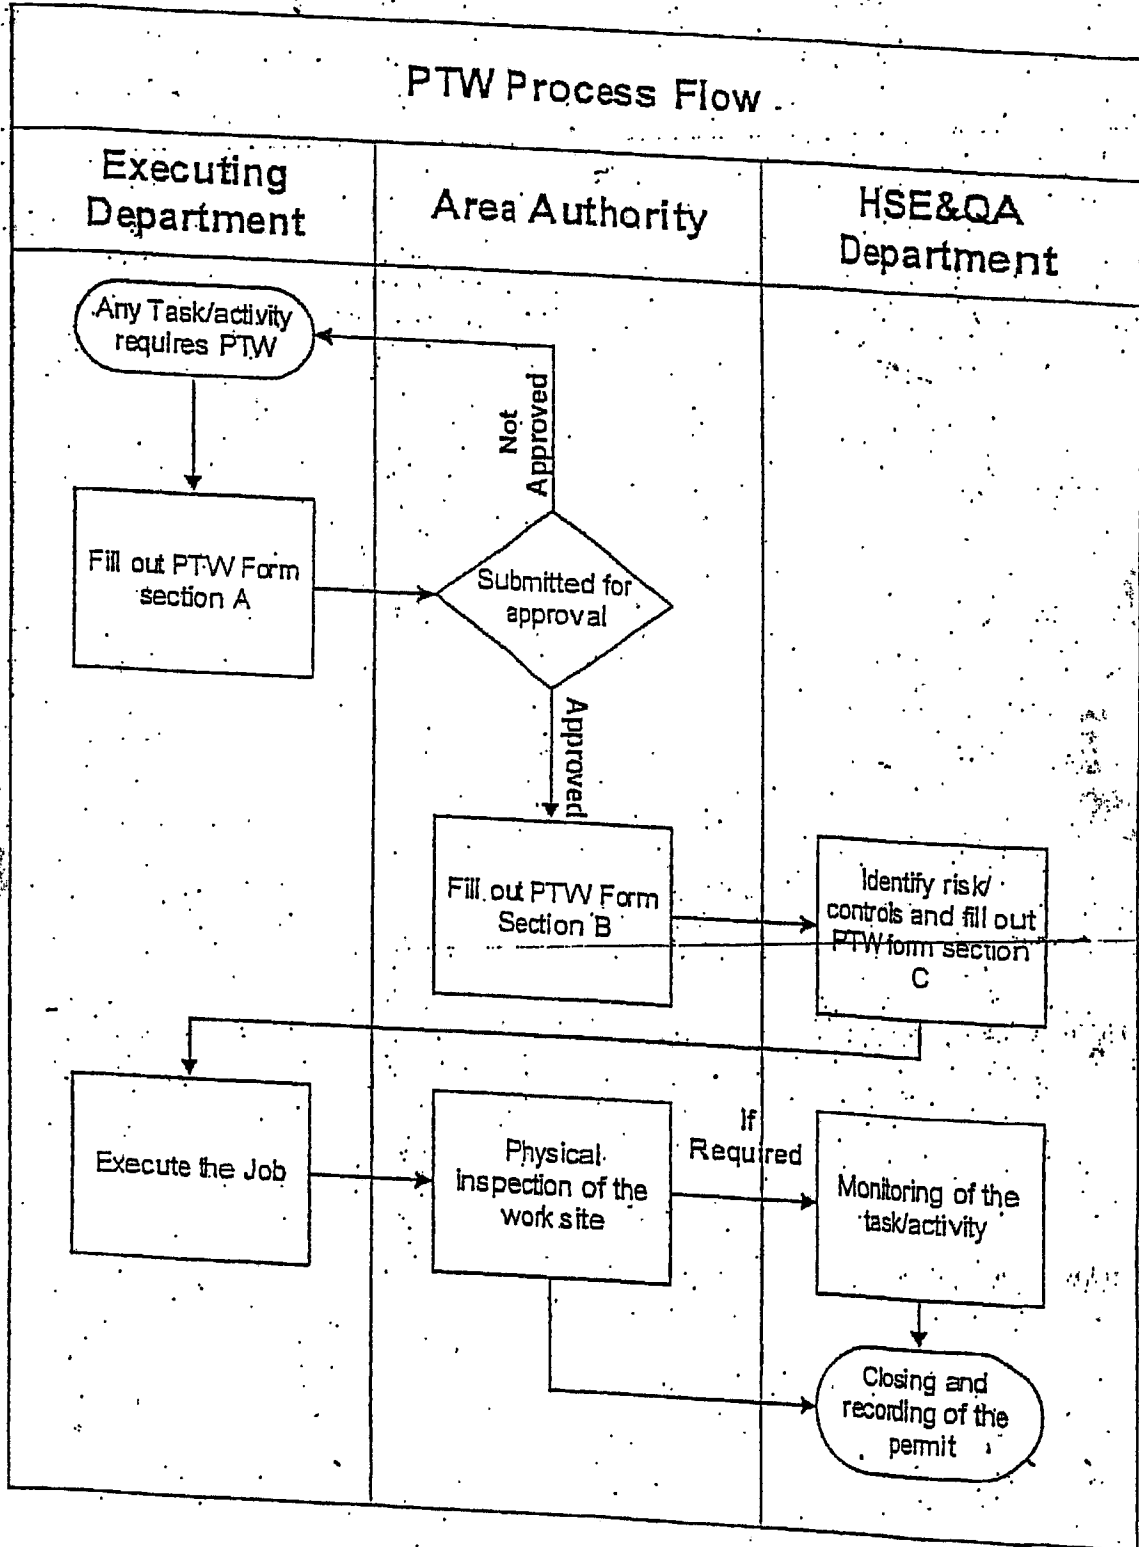 PTW Process Flow
Executing
Department
Area Authority
HSE&QA
Department
Any Task/activity
requires PTW
Not
Approved
Fill out PTW Form
section A
Submitted for
approval
Approved
Fill out PTW Form
Section B
Identify risk/
controls and fill out
PTW form section
C
Execute the Job
Physical
inspection of the
work site
If
Required
Monitoring of the
task/activity
Closing and
recording of the
permit